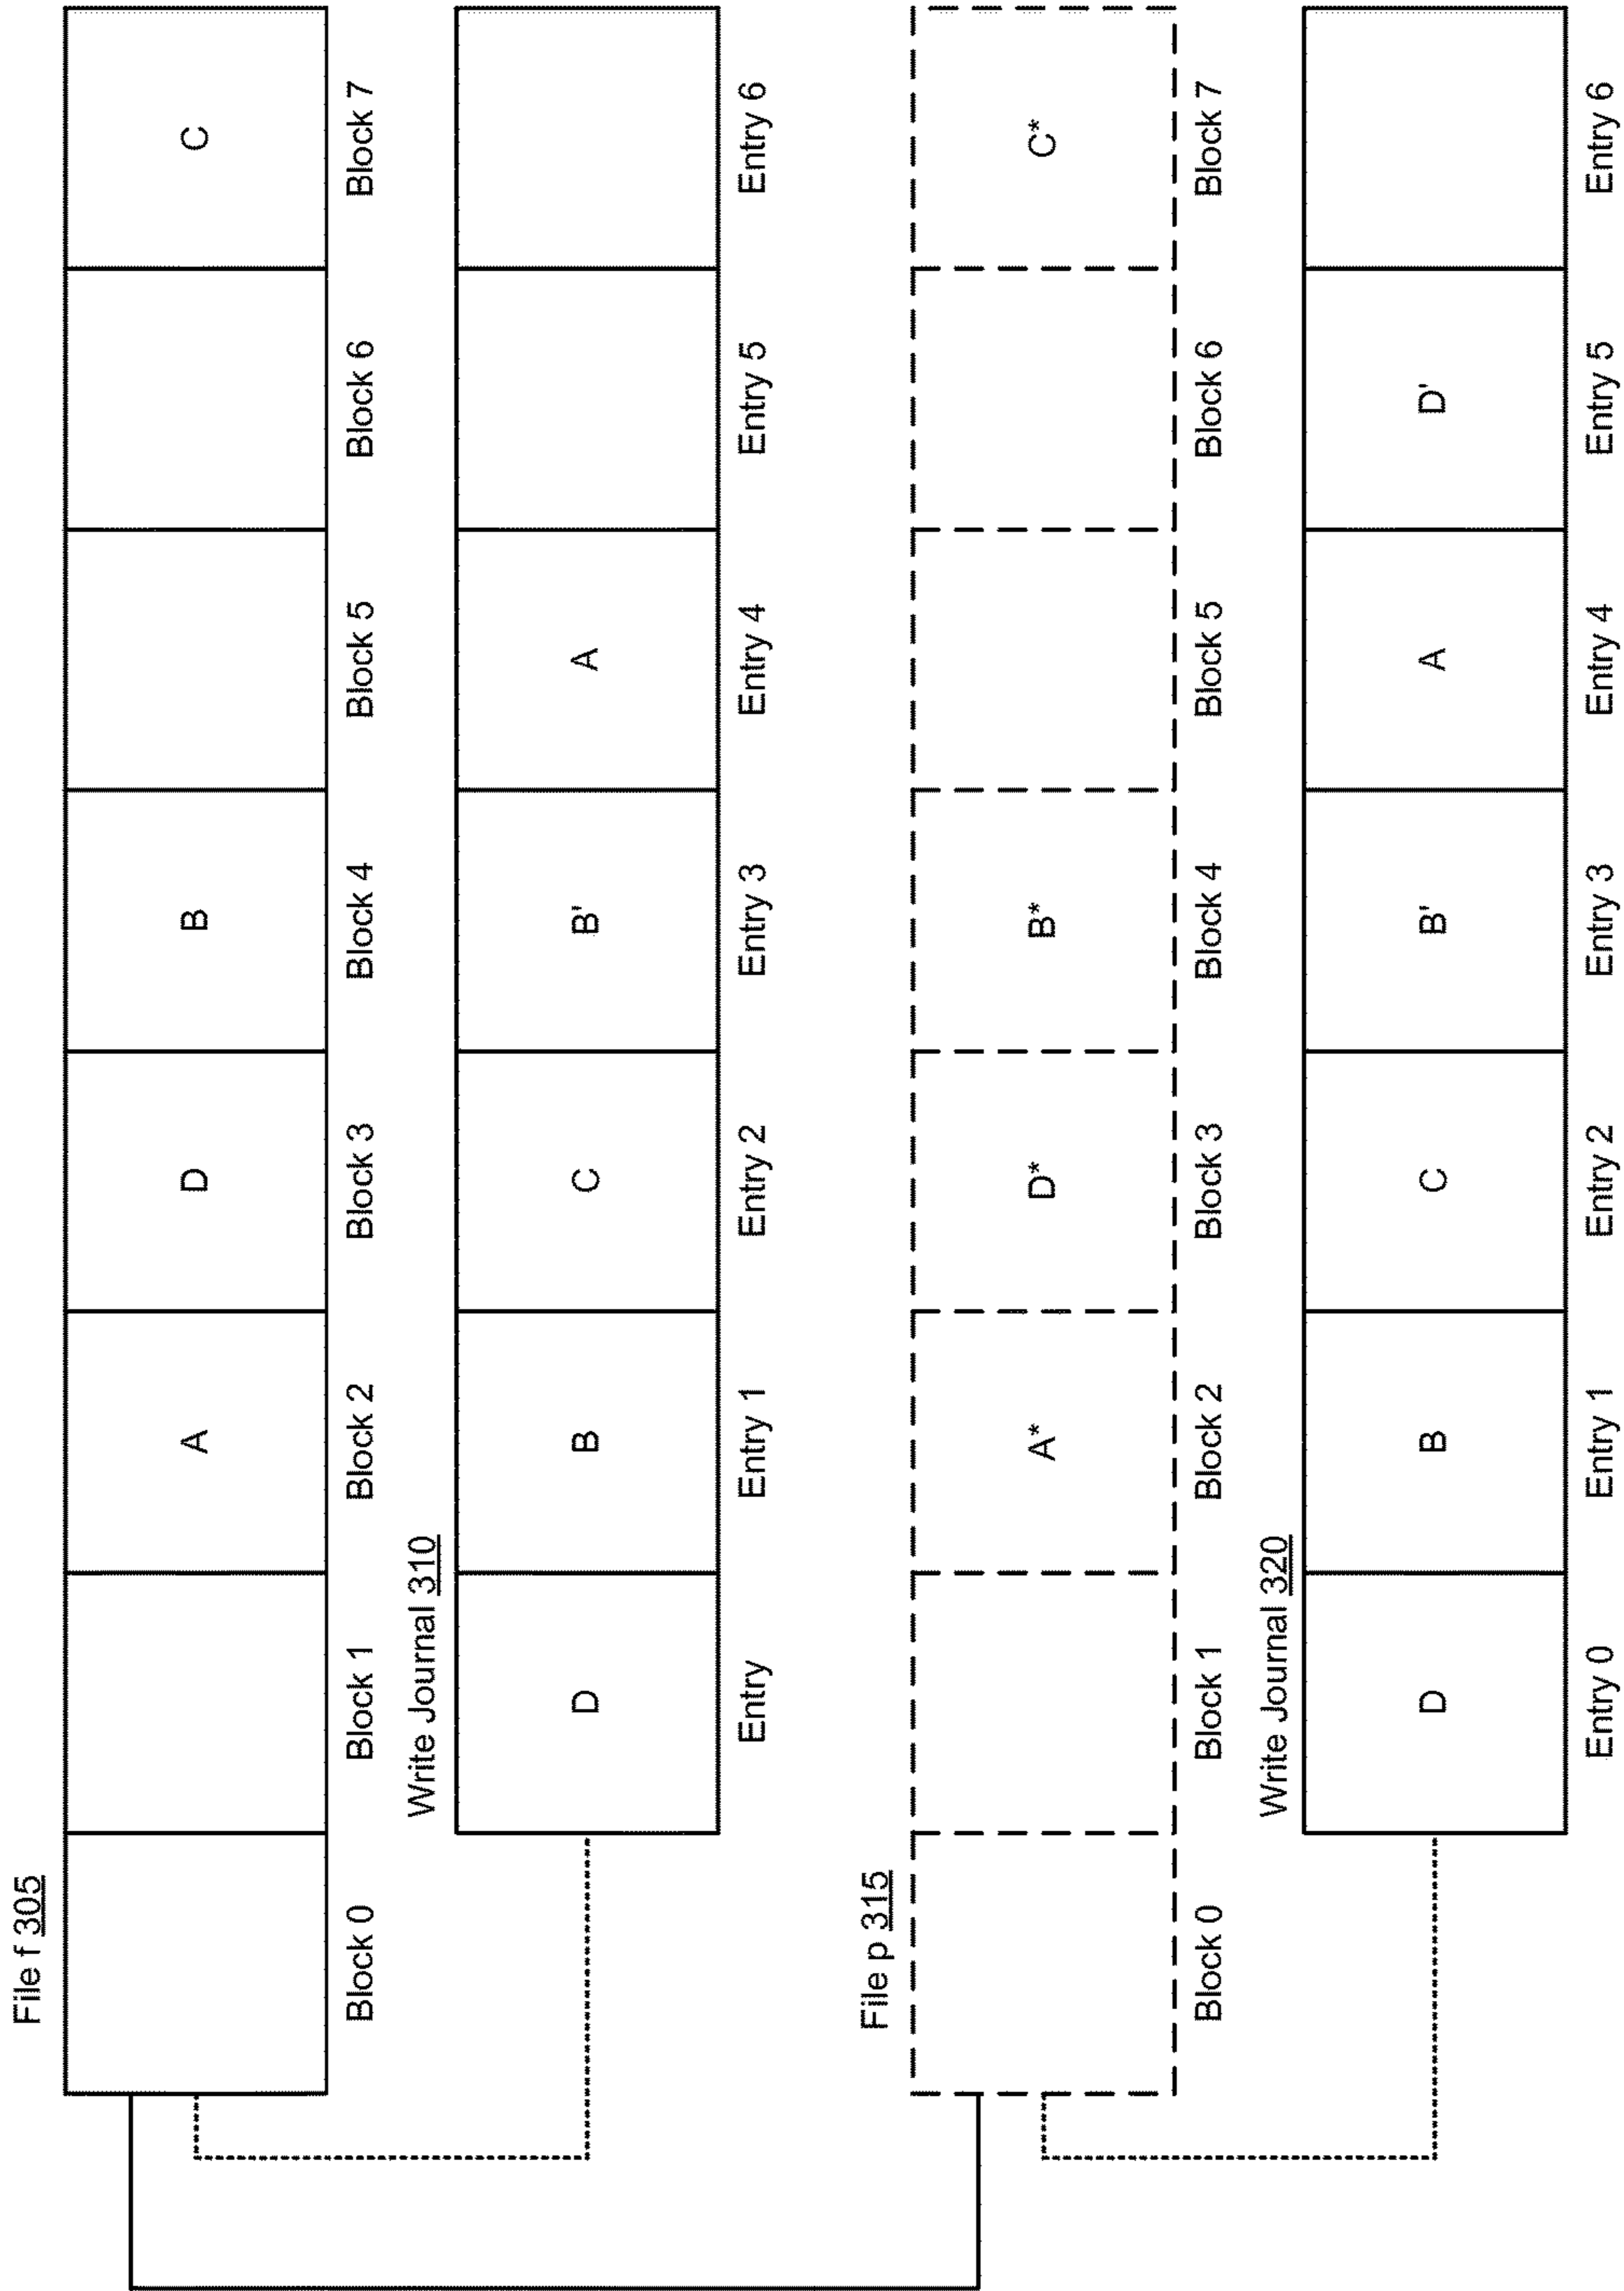 File f 305
A D B C
Block 0 Block 1 Block 2 Block 3 Block 4 Block 5 Block 6 Block 7
Write Journal 310
D B C B' A
Entry Entry 1 Entry 2 Entry 3 Entry 4 Entry 5 Entry 6
File p 315
A* D* B* C*
Block 0 Block 1 Block 2 Block 3 Block 4 Block 5 Block 6 Block 7
Write Journal 320
D B C B' A D'
Entry 0 Entry 1 Entry 2 Entry 3 Entry 4 Entry 5 Entry 6